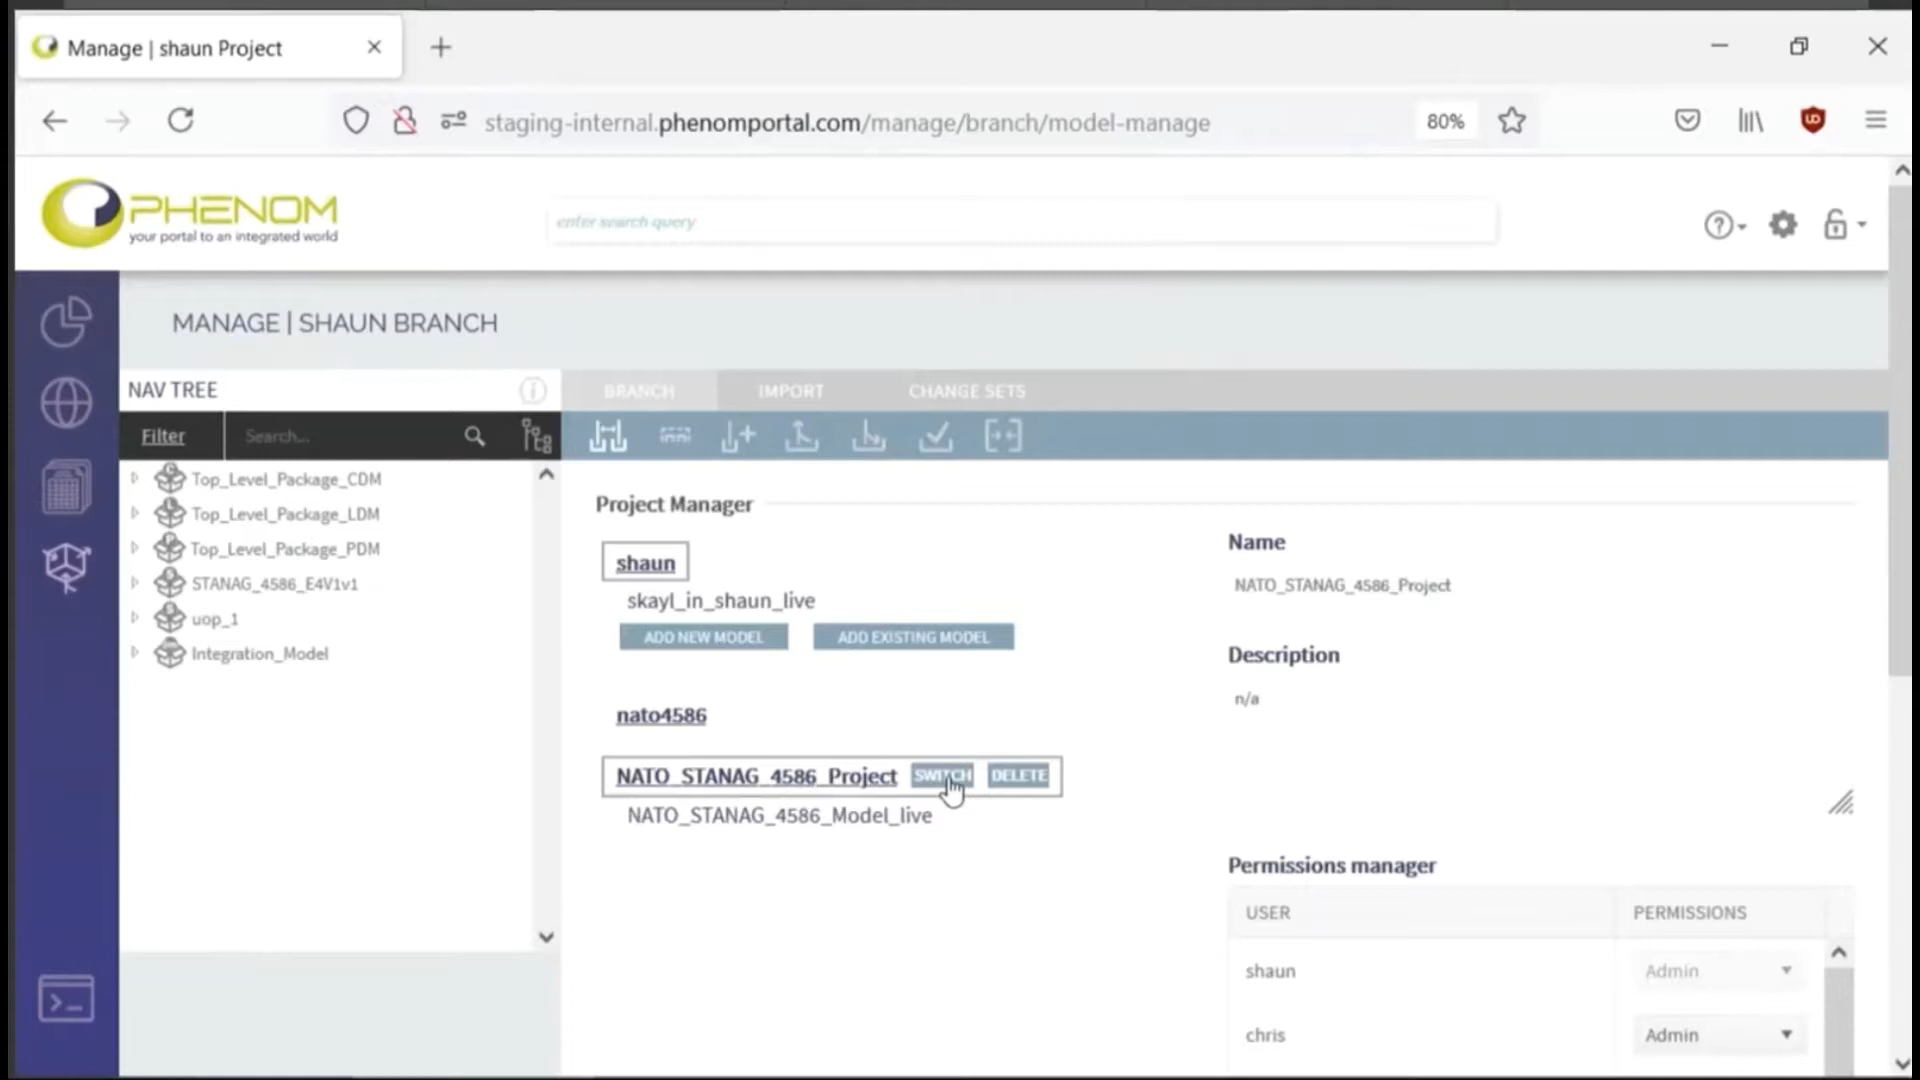 Manage | shaun Project
staging-internal.phenomportal.com/manage/branch/model-manage
80%
PHENOM
your portal to an integrated world
enter search query
MANAGE | SHAUN BRANCH
NAV TREE
BRANCH IMPORT CHANGE SETS
Filter Search...
Top_Level_Package_CDM
Top_Level_Package_LDM
Top_Level_Package_PDM
STANAG_4586_E4V1v1
uop_1
Integration_Model
Project Manager
shaun
skayl_in_shaun_live
ADD NEW MODEL ADD EXISTING MODEL
nato4586
NATO_STANAG_4586_Project SWITCH DELETE
NATO_STANAG_4586_Model_live
Name
NATO_STANAG_4586_Project
Description
n/a
Permissions manager
USER PERMISSIONS
shaun Admin
chris Admin